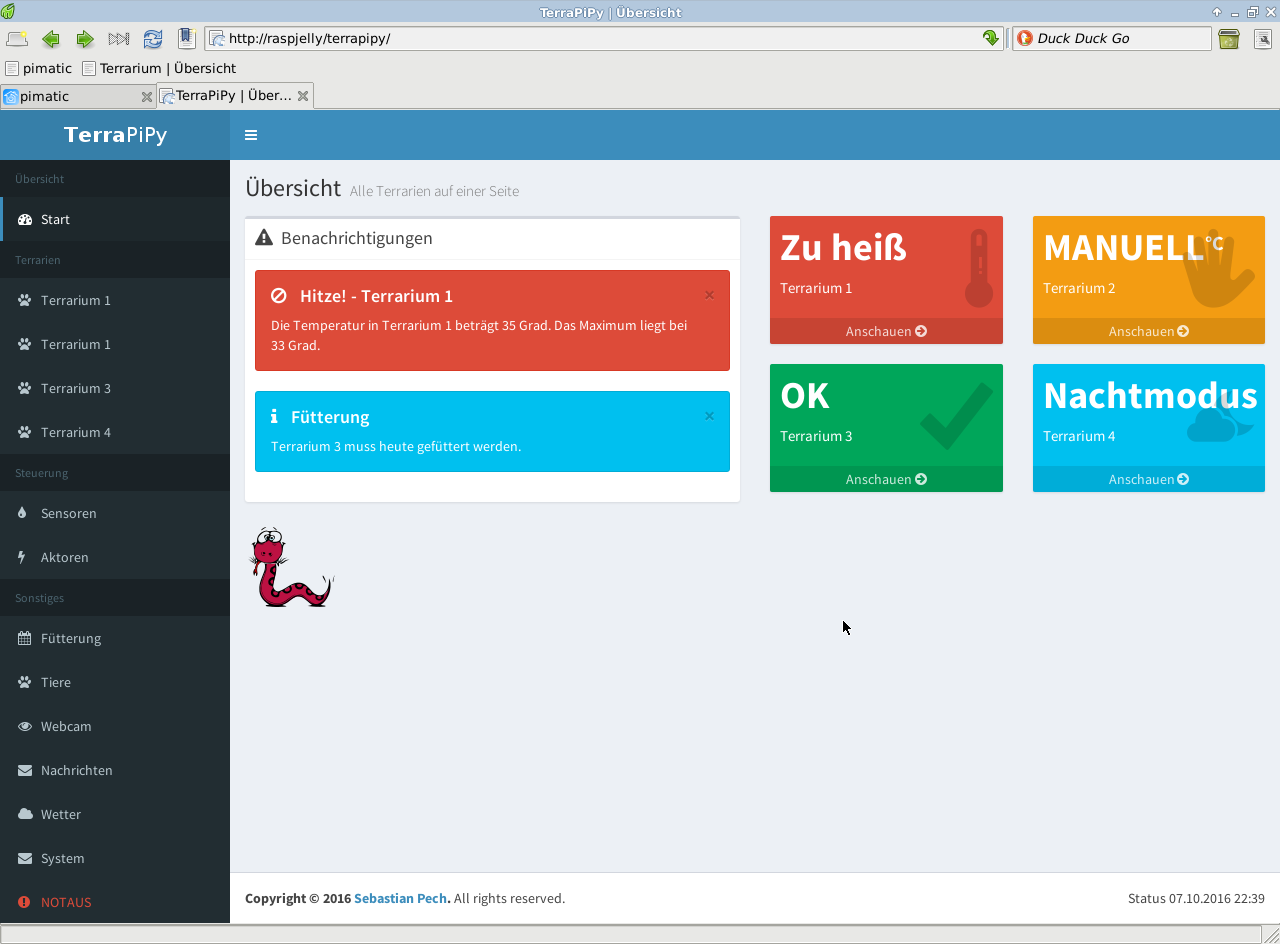 TerraPiPy | Übersicht
http://raspjelly/terrapipy/
Duck Duck Go
pimatic
Terrarium | Übersicht
pimatic
TerraPiPy | Über...
TerraPiPy
Übersicht
Start
Terrarien
Terrarium 1
Terrarium 1
Terrarium 3
Terrarium 4
Steuerung
Sensoren
Aktoren
Sonstiges
Fütterung
Tiere
Webcam
Nachrichten
Wetter
System
NOTAUS
Übersicht Alle Terrarien auf einer Seite
Benachrichtigungen
Hitze! - Terrarium 1
×
Die Temperatur in Terrarium 1 beträgt 35 Grad. Das Maximum liegt bei
33 Grad.
Fütterung
×
Terrarium 3 muss heute gefüttert werden.
Zu heiß
Terrarium 1
Anschauen
MANUELL°C
Terrarium 2
Anschauen
OK
Terrarium 3
Anschauen
Nachtmodus
Terrarium 4
Anschauen
Copyright © 2016 Sebastian Pech. All rights reserved.
Status 07.10.2016 22:39